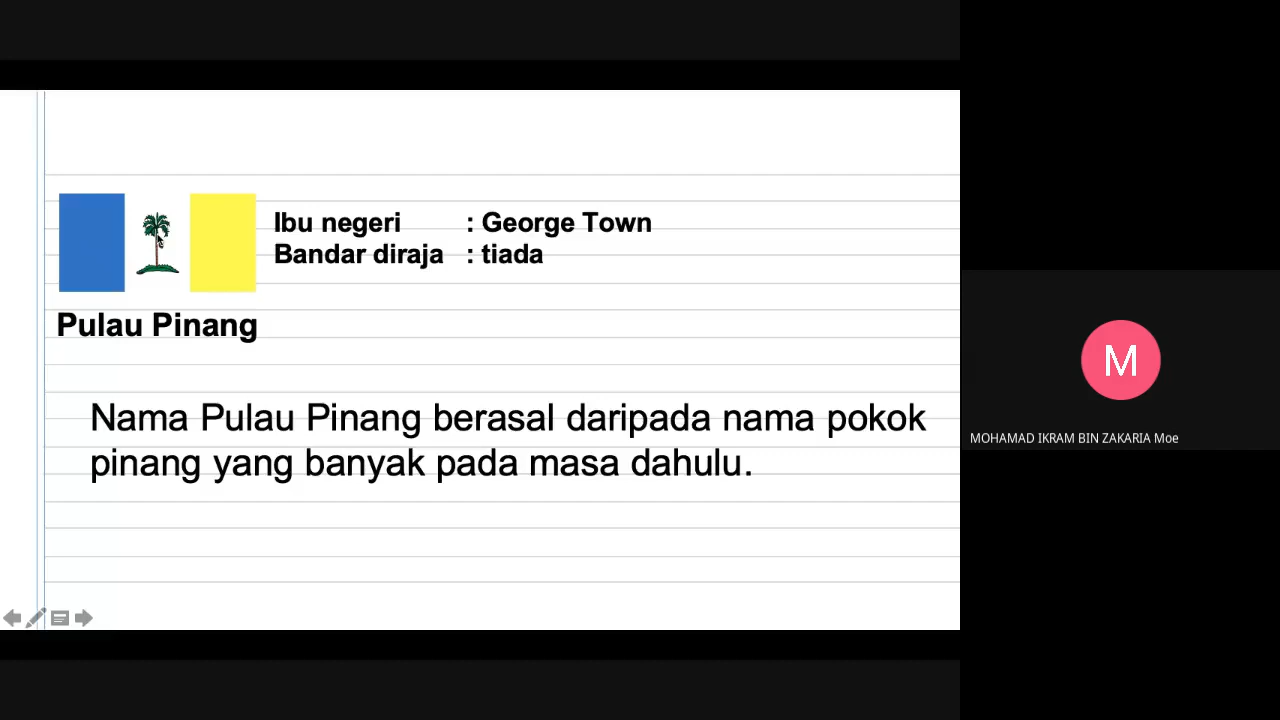 Ibu negeri : George Town
Bandar diraja : tiada
Pulau Pinang
Nama Pulau Pinang berasal daripada nama pokok
pinang yang banyak pada masa dahulu.
M
MOHAMAD IKRAM BIN ZAKARIA Moe